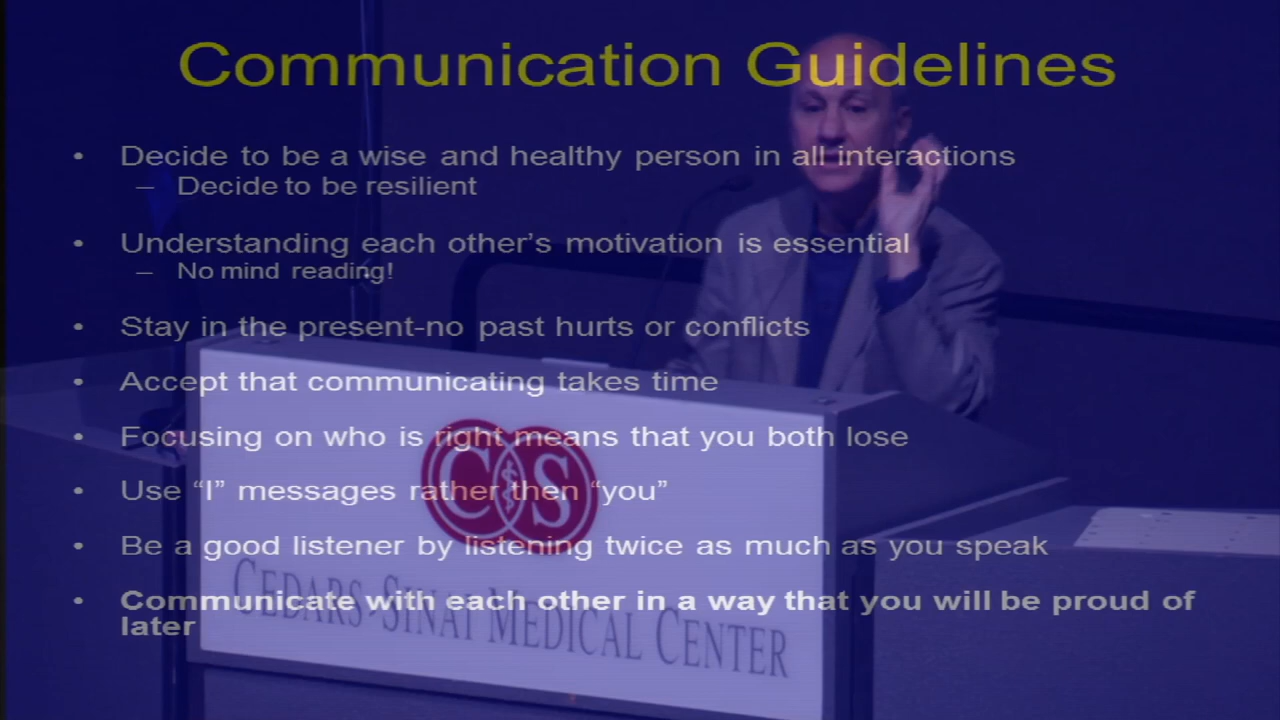 Communication Guidelines
• Decide to be a wise and healthy person in all interactions
– Decide to be resilient
• Understanding each other's motivation is essential
– No mind reading!
• Stay in the present-no past hurts or conflicts
• Accept that communicating takes time
• Focusing on who is right means that you both lose
• Use “I” messages rather then “you”
• Be a good listener by listening twice as much as you speak
• Communicate with each other in a way that you will be proud of
later
CS
CEDARS-SINAI MEDICAL CENTER